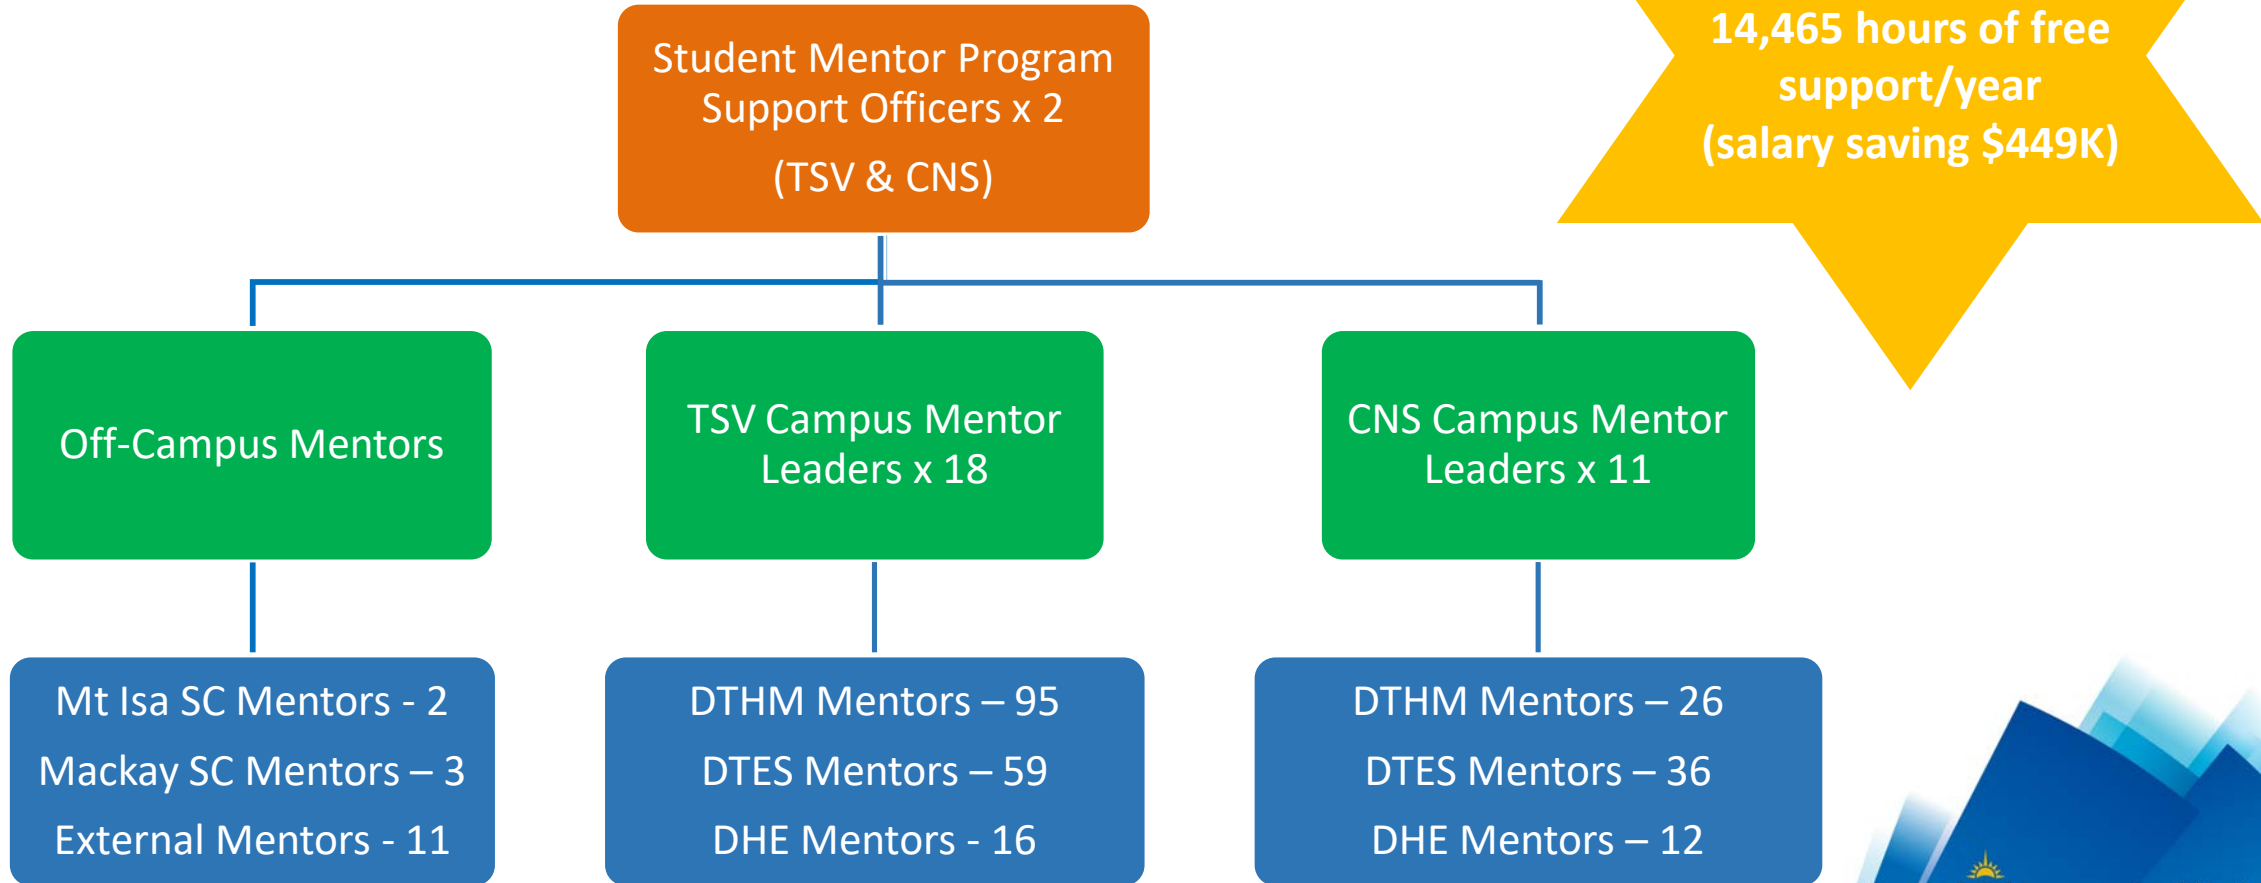 Student Mentor Program
Support Officers x 2
(TSV & CNS)
14,465 hours of free
support/year
(salary saving $449K)
Off-Campus Mentors
TSV Campus Mentor
Leaders x 18
CNS Campus Mentor
Leaders x 11
Mt Isa SC Mentors - 2
Mackay SC Mentors – 3
External Mentors - 11
DTHM Mentors – 95
DTES Mentors – 59
DHE Mentors - 16
DTHM Mentors – 26
DTES Mentors – 36
DHE Mentors – 12